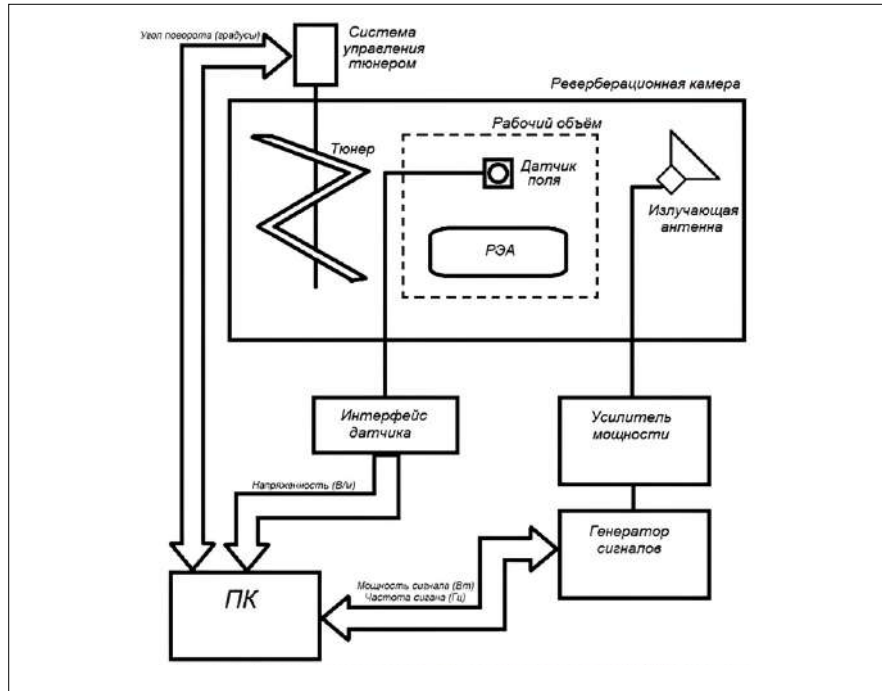 Угол поворота (градусы)
Система
управления
тюнером
Реверберационная камера
Рабочий объём
Тюнер
Датчик
поля
Излучающая
антенна
РЭА
Интерфейс
датчика
Усилитель
мощности
Напряженность (В/м)
Генератор
сигналов
Мощность сигнала (Вт)
Частота сигана (Гц)
ПК